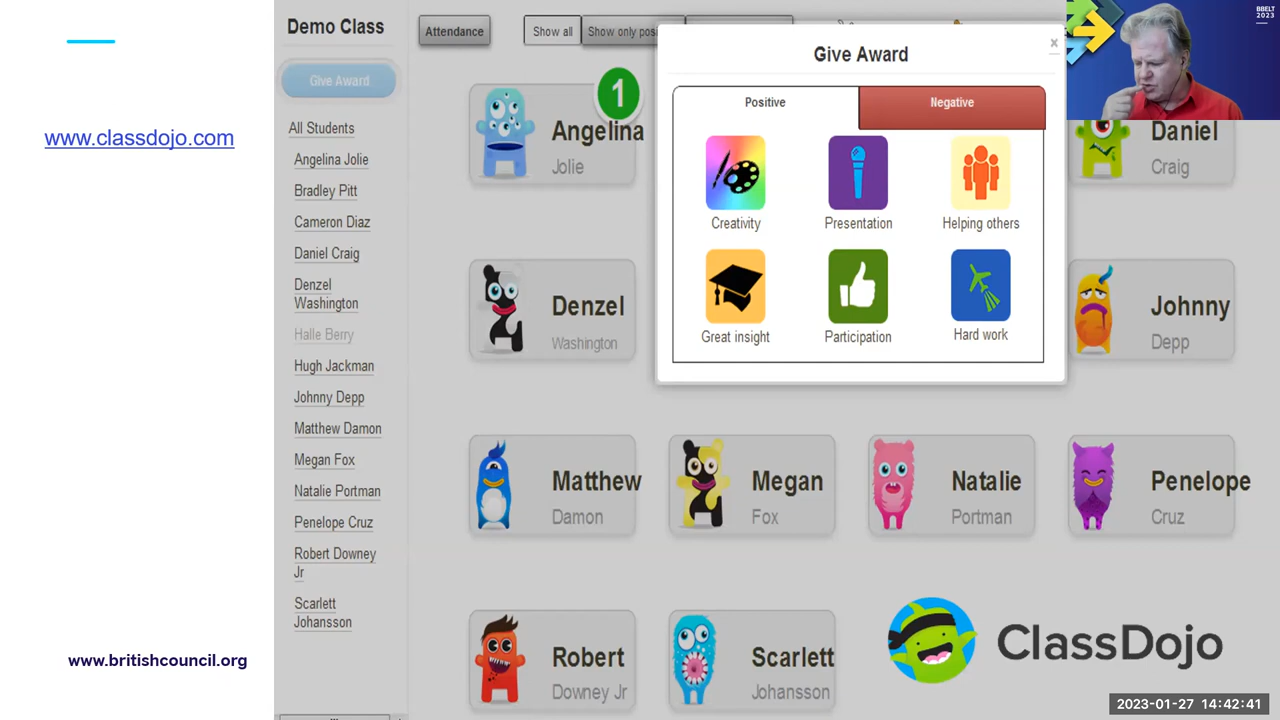 www.classdojo.com
www.britishcouncil.org
Demo Class
Give Award
All Students
Angelina Jolie
Bradley Pitt
Cameron Diaz
Daniel Craig
Denzel
Washington
Halle Berry
Hugh Jackman
Johnny Depp
Matthew Damon
Megan Fox
Natalie Portman
Penelope Cruz
Robert Downey
Jr
Scarlett
Johansson
Attendance
Show all
Show only
1
Angelina
Jolie
Daniel
Craig
Denzel
Washington
Johnny
Depp
Matthew
Damon
Megan
Fox
Natalie
Portman
Penelope
Cruz
Robert
Downey Jr
Scarlett
Johansson
Give Award
x
Positive
Negative
Creativity
Presentation
Helping others
Great insight
Participation
Hard work
BBELT
2023
ClassDojo
2023-01-27 14:42:41